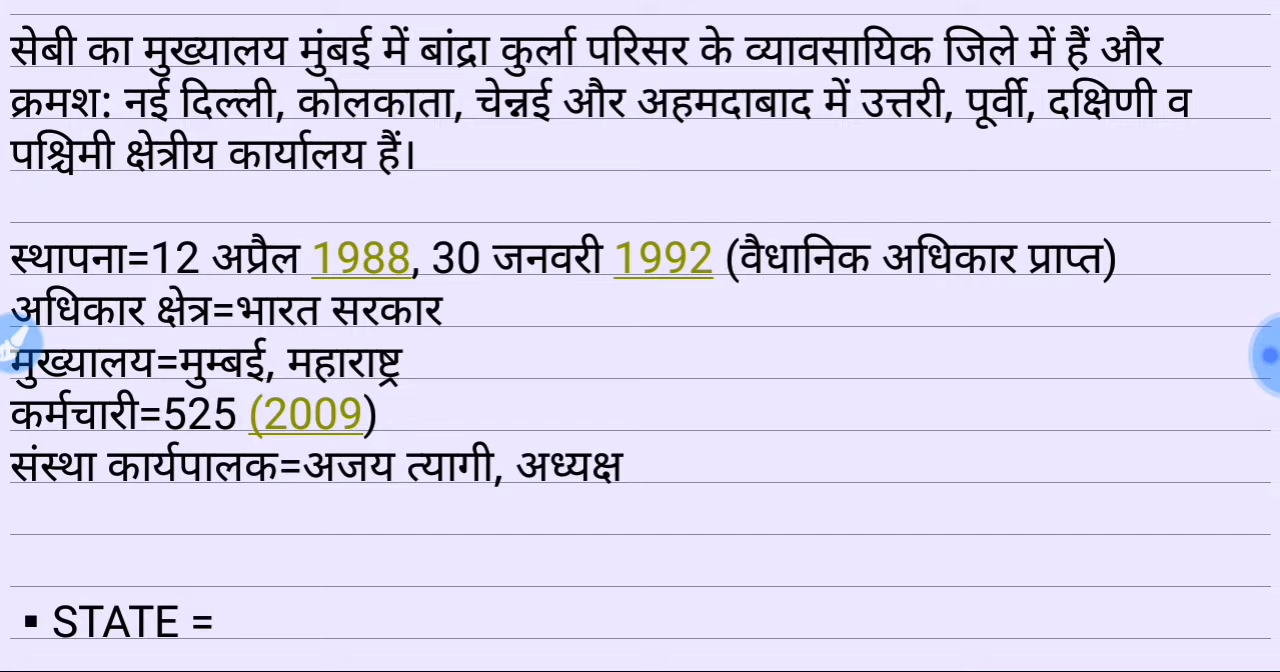 सेबी का मुख्यालय मुंबई में बांद्रा कुर्ला परिसर के व्यावसायिक जिले में हैं और
क्रमश: नई दिल्ली, कोलकाता, चेन्नई और अहमदाबाद में उत्तरी, पूर्वी, दक्षिणी व
पश्चिमी क्षेत्रीय कार्यालय हैं।
स्थापना=12 अप्रैल 1988, 30 जनवरी 1992 (वैधानिक अधिकार प्राप्त)
अधिकार क्षेत्र=भारत सरकार
मुख्यालय=मुम्बई, महाराष्ट्र
कर्मचारी=525 (2009)
संस्था कार्यपालक=अजय त्यागी, अध्यक्ष
▪ STATE =